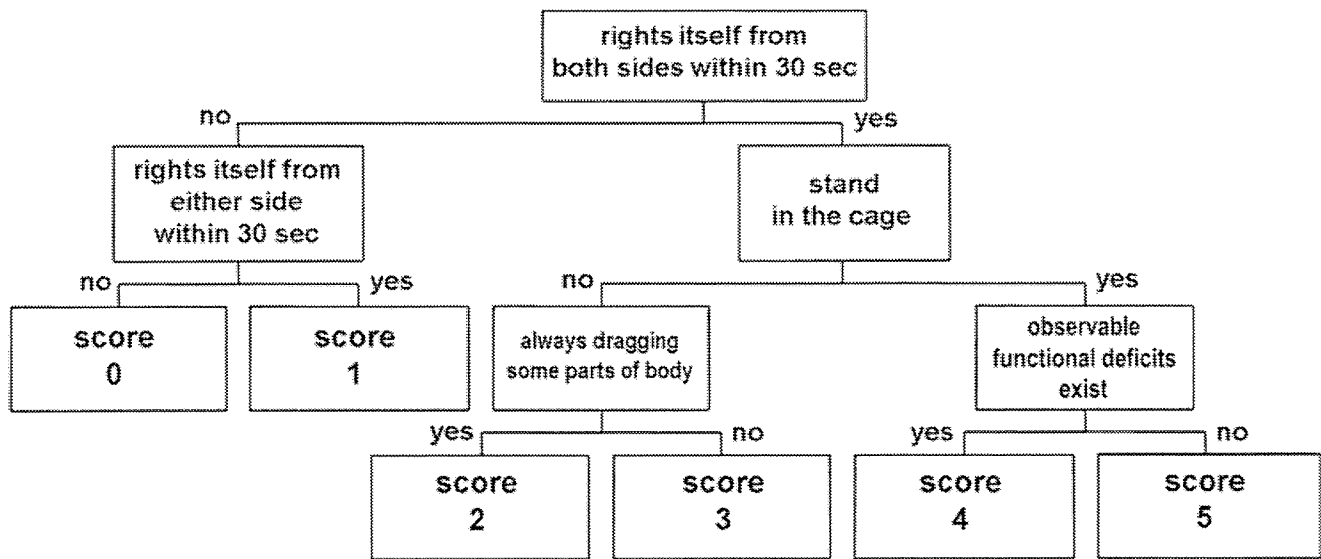 rights itself from
both sides within 30 sec
no
yes
rights itself from
either side
within 30 sec
stand
in the cage
no
yes
no
yes
score
0
score
1
always dragging
some parts of body
observable
functional deficits
exist
yes
no
yes
no
score
2
score
3
score
4
score
5